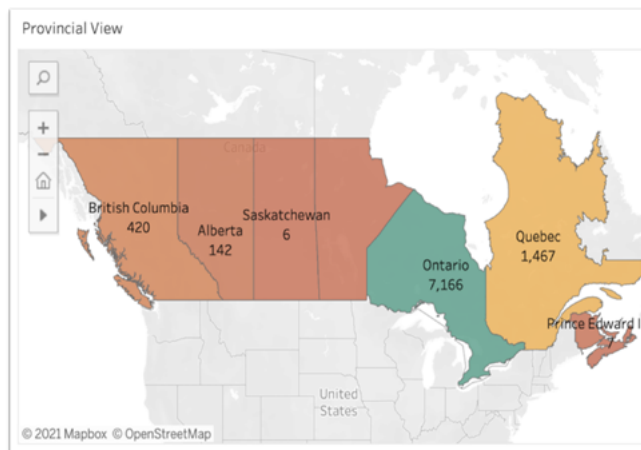 Provincial View
Canada
British Columbia
420
Alberta
142
Saskatchewan
6
Ontario
7,166
Quebec
1,467
Prince Edward I
7
United
States
© 2021 Mapbox © OpenStreetMap